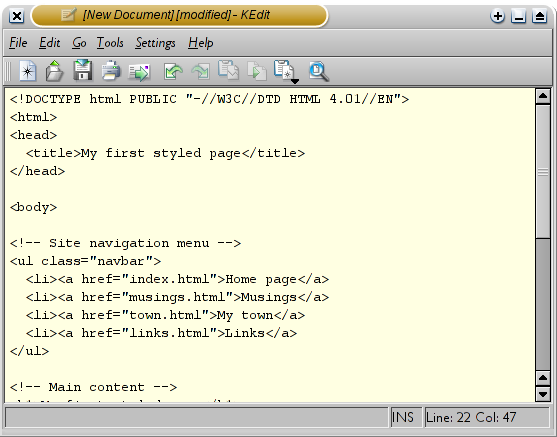 [New Document] [modified] - KEdit
File Edit Go Tools Settings Help
<!DOCTYPE html PUBLIC "-//W3C//DTD HTML 4.01//EN">
<html>
<head>
  <title>My first styled page</title>
</head>

<body>

<!-- Site navigation menu -->
<ul class="navbar">
  <li><a href="index.html">Home page</a>
  <li><a href="musings.html">Musings</a>
  <li><a href="town.html">My town</a>
  <li><a href="links.html">Links</a>
</ul>

<!-- Main content -->
INS Line: 22 Col: 47